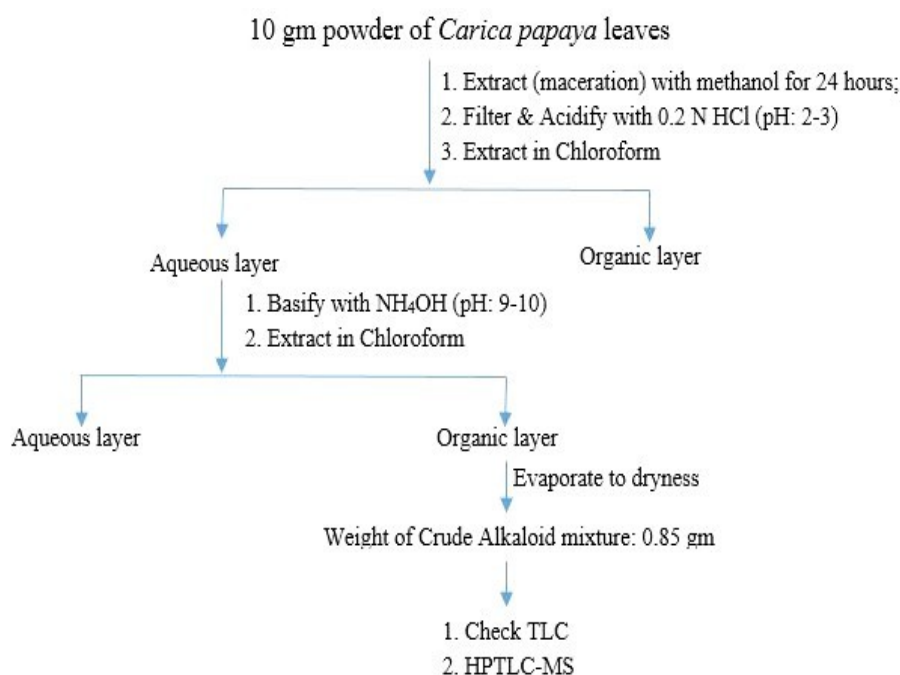 10 gm powder of Carica papaya leaves
1. Extract (maceration) with methanol for 24 hours;
2. Filter & Acidify with 0.2 N HCl (pH: 2-3)
3. Extract in Chloroform
Aqueous layer
Organic layer
1. Basify with NH₄OH (pH: 9-10)
2. Extract in Chloroform
Aqueous layer
Organic layer
Evaporate to dryness
Weight of Crude Alkaloid mixture: 0.85 gm
1. Check TLC
2. HPTLC-MS